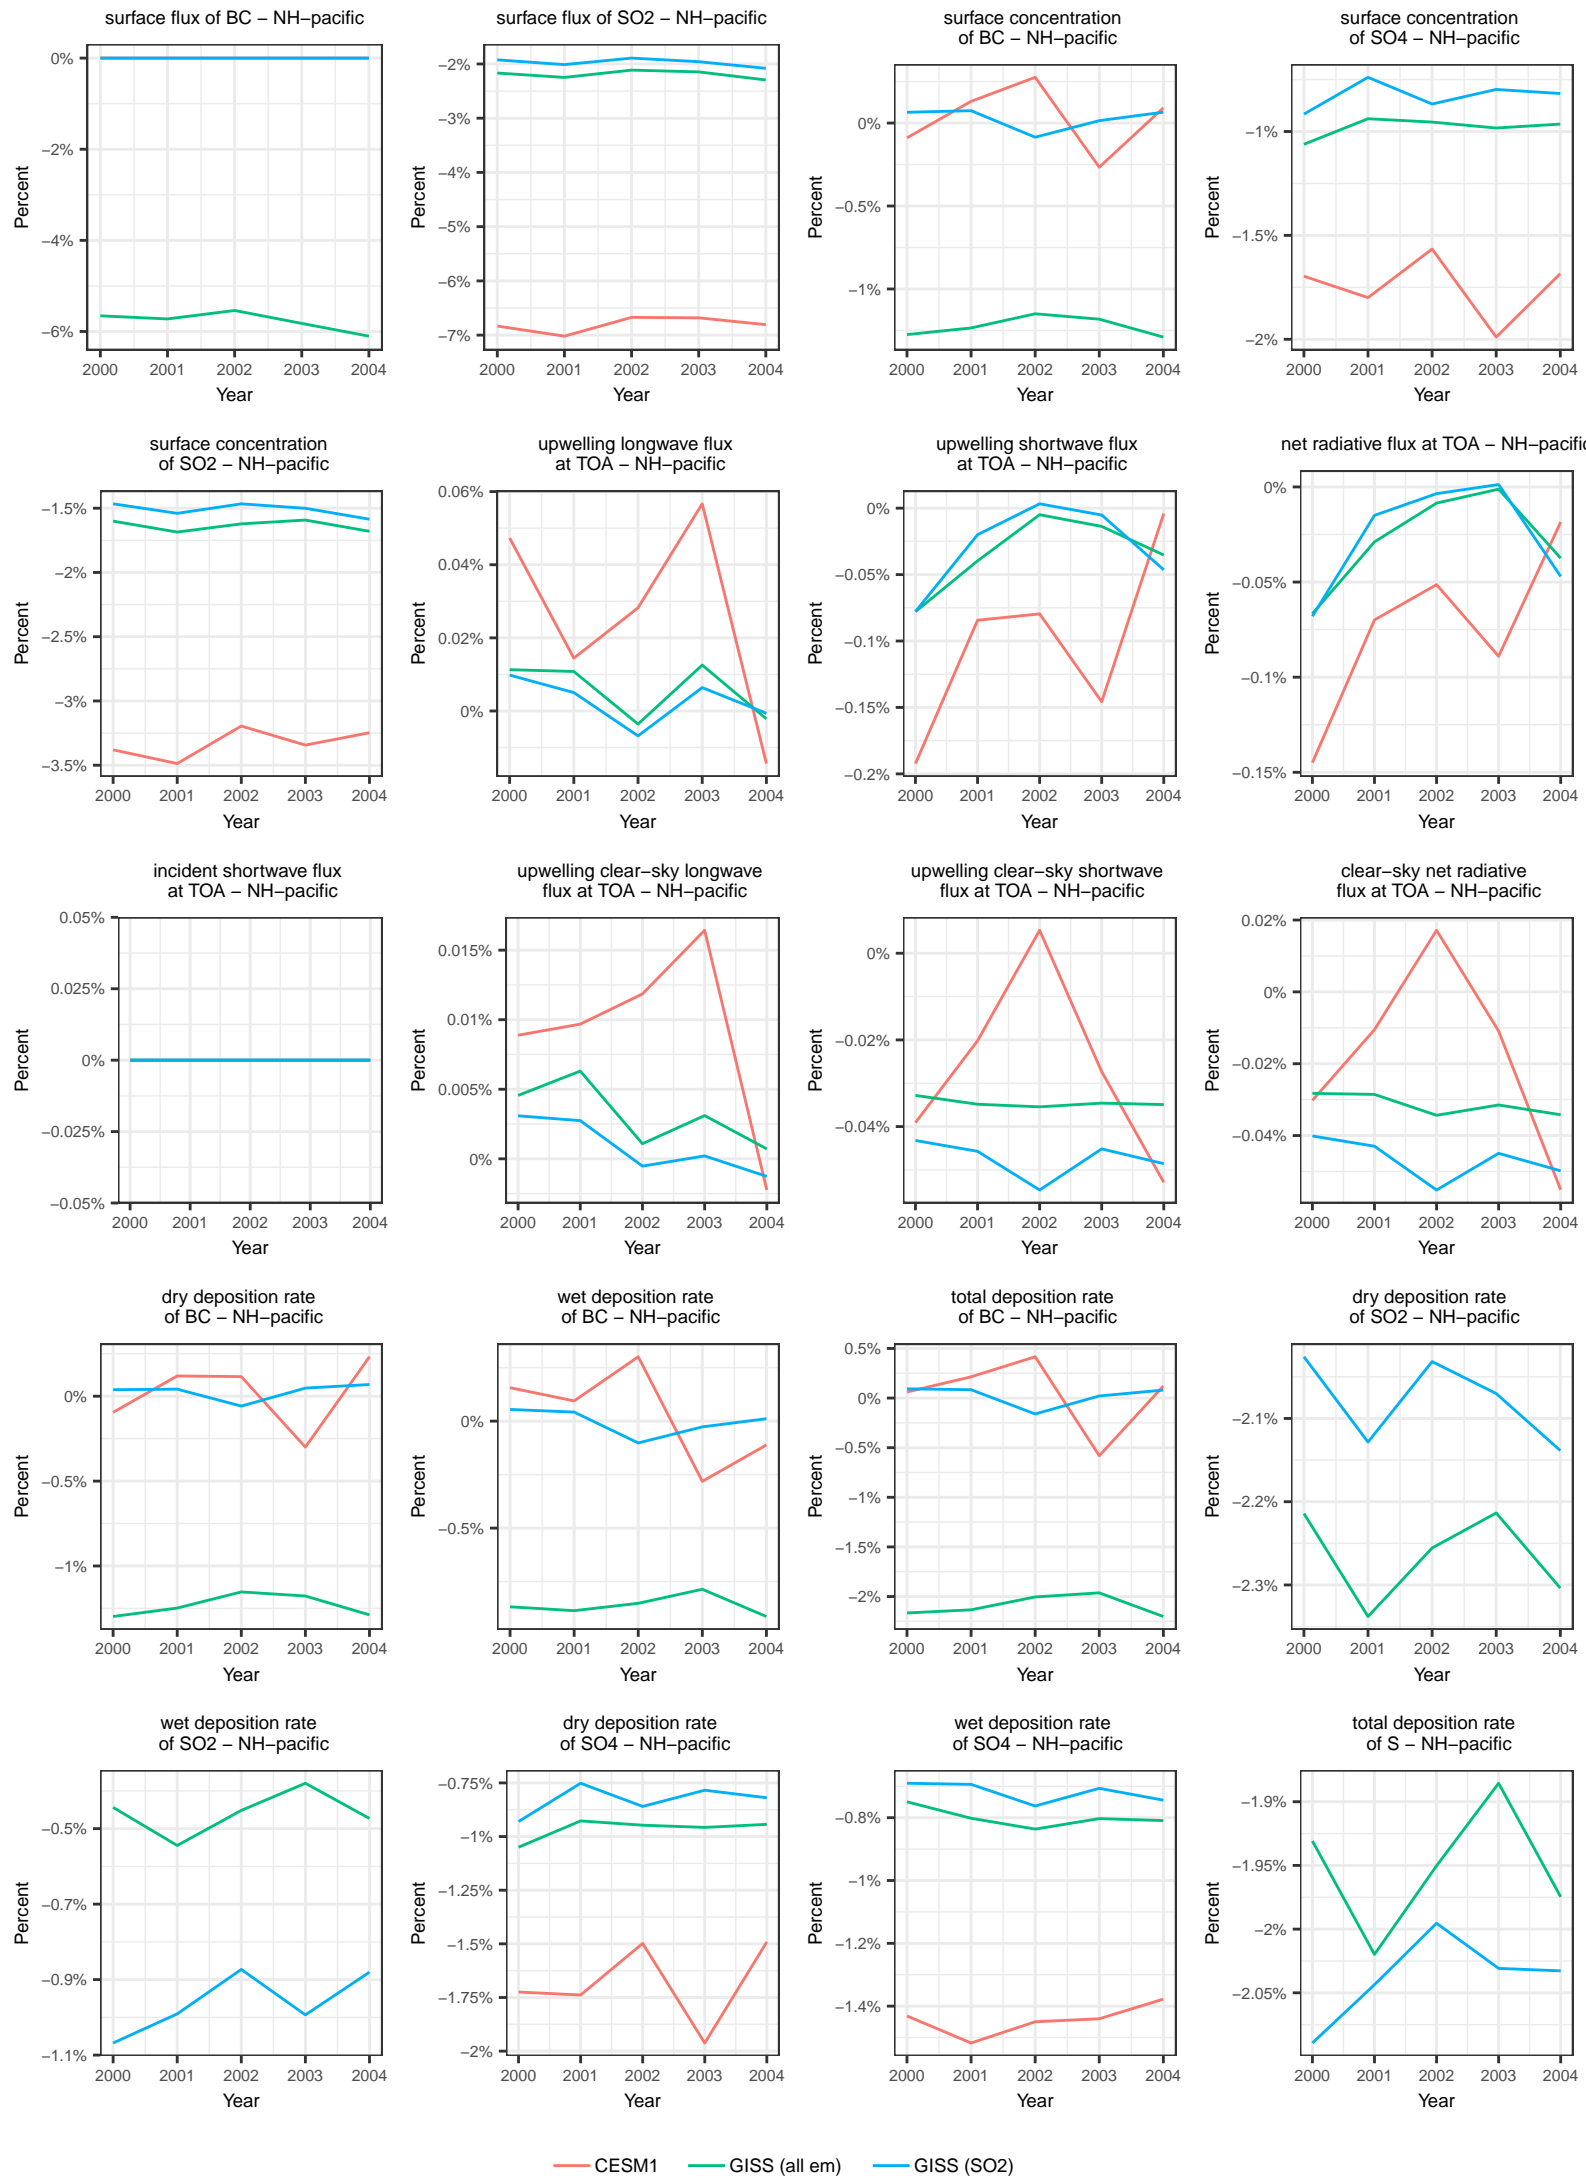 surface flux of BC − NH−pacific
0%
−2%
−4%
−6%
Percent
2000 2001 2002 2003 2004
Year
surface flux of SO2 − NH−pacific
−2%
−3%
−4%
−5%
−6%
−7%
Percent
2000 2001 2002 2003 2004
Year
surface concentration
of BC − NH−pacific
0%
−0.5%
−1%
Percent
2000 2001 2002 2003 2004
Year
surface concentration
of SO4 − NH−pacific
−1%
−1.5%
−2%
Percent
2000 2001 2002 2003 2004
Year
surface concentration
of SO2 − NH−pacific
−1.5%
−2%
−2.5%
−3%
−3.5%
Percent
2000 2001 2002 2003 2004
Year
upwelling longwave flux
at TOA − NH−pacific
0.06%
0.04%
0.02%
0%
Percent
2000 2001 2002 2003 2004
Year
upwelling shortwave flux
at TOA − NH−pacific
0%
−0.05%
−0.1%
−0.15%
−0.2%
Percent
2000 2001 2002 2003 2004
Year
net radiative flux at TOA − NH−pacific
0%
−0.05%
−0.1%
−0.15%
Percent
2000 2001 2002 2003 2004
Year
incident shortwave flux
at TOA − NH−pacific
0.05%
0.025%
0%
−0.025%
−0.05%
Percent
2000 2001 2002 2003 2004
Year
upwelling clear−sky longwave
flux at TOA − NH−pacific
0.015%
0.01%
0.005%
0%
Percent
2000 2001 2002 2003 2004
Year
upwelling clear−sky shortwave
flux at TOA − NH−pacific
0%
−0.02%
−0.04%
Percent
2000 2001 2002 2003 2004
Year
clear−sky net radiative
flux at TOA − NH−pacific
0.02%
0%
−0.02%
−0.04%
Percent
2000 2001 2002 2003 2004
Year
dry deposition rate
of BC − NH−pacific
0%
−0.5%
−1%
Percent
2000 2001 2002 2003 2004
Year
wet deposition rate
of BC − NH−pacific
0%
−0.5%
Percent
2000 2001 2002 2003 2004
Year
total deposition rate
of BC − NH−pacific
0.5%
0%
−0.5%
−1%
−1.5%
−2%
Percent
2000 2001 2002 2003 2004
Year
dry deposition rate
of SO2 − NH−pacific
−2.1%
−2.2%
−2.3%
Percent
2000 2001 2002 2003 2004
Year
wet deposition rate
of SO2 − NH−pacific
−0.5%
−0.7%
−0.9%
−1.1%
Percent
2000 2001 2002 2003 2004
Year
dry deposition rate
of SO4 − NH−pacific
−0.75%
−1%
−1.25%
−1.5%
−1.75%
−2%
Percent
2000 2001 2002 2003 2004
Year
wet deposition rate
of SO4 − NH−pacific
−0.8%
−1%
−1.2%
−1.4%
Percent
2000 2001 2002 2003 2004
Year
total deposition rate
of S − NH−pacific
−1.9%
−1.95%
−2%
−2.05%
Percent
2000 2001 2002 2003 2004
Year
CESM1 GISS (all em) GISS (SO2)